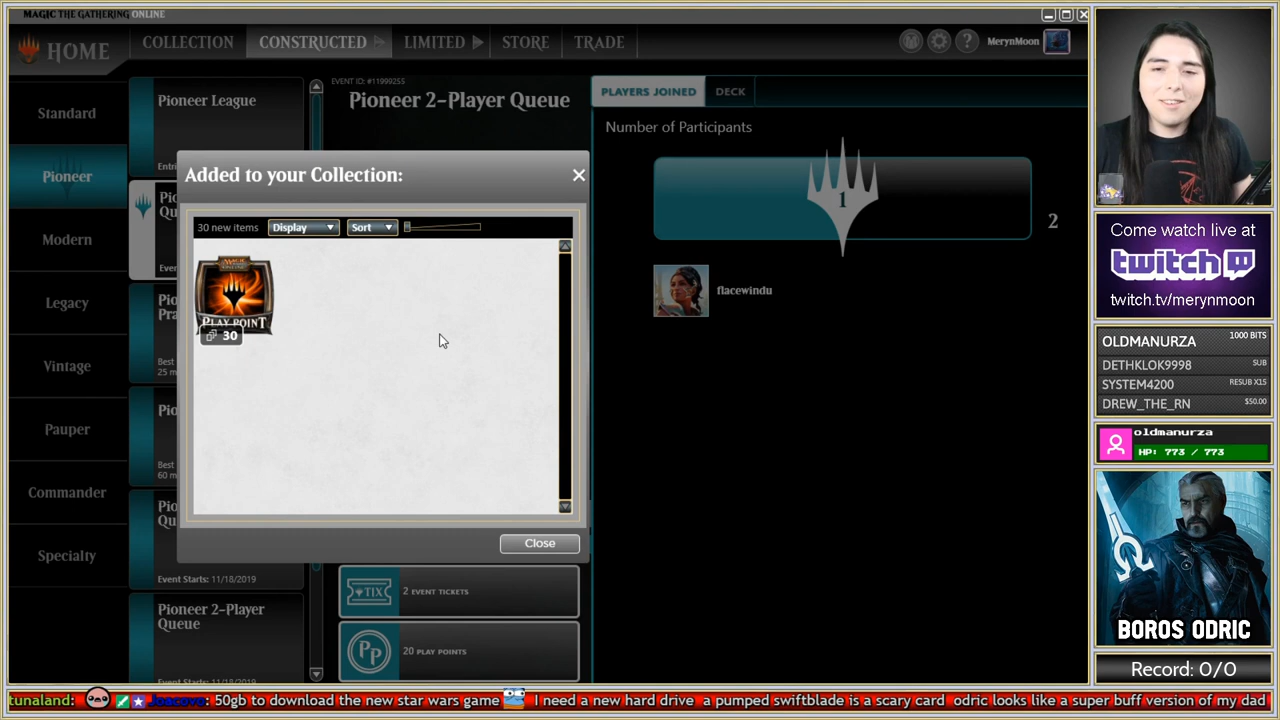 MAGIC THE GATHERING ONLINE
HOME
COLLECTION
CONSTRUCTED
LIMITED
STORE
TRADE
MerynMoon
Standard
Pioneer
Modern
Legacy
Vintage
Pauper
Commander
Specialty
Pioneer League
Event Starts: 11/18/2019
Pioneer 2-Player
Queue
EVENT ID: #11999255
Pioneer 2-Player Queue
Added to your Collection:
30 new items
Display
Sort
PLAY POINT
30
Close
TIX
2 EVENT TICKETS
PP
20 PLAY POINTS
PLAYERS JOINED
DECK
Number of Participants
1
2
flacewindu
Come watch live at
twitch
twitch.tv/merynmoon
OLDMANURZA 1000 BITS
DETHKLOK9998 SUB
SYSTEM4200 RESUB X15
DREW_THE_RN $50.00
oldmanurza
HP: 773 / 773
BOROS ODRIC
Record: 0/0
tunaland: Joacovo: 50gb to download the new star wars game I need a new hard drive a pumped swiftblade is a scary card odric looks like a super buff version of my dad